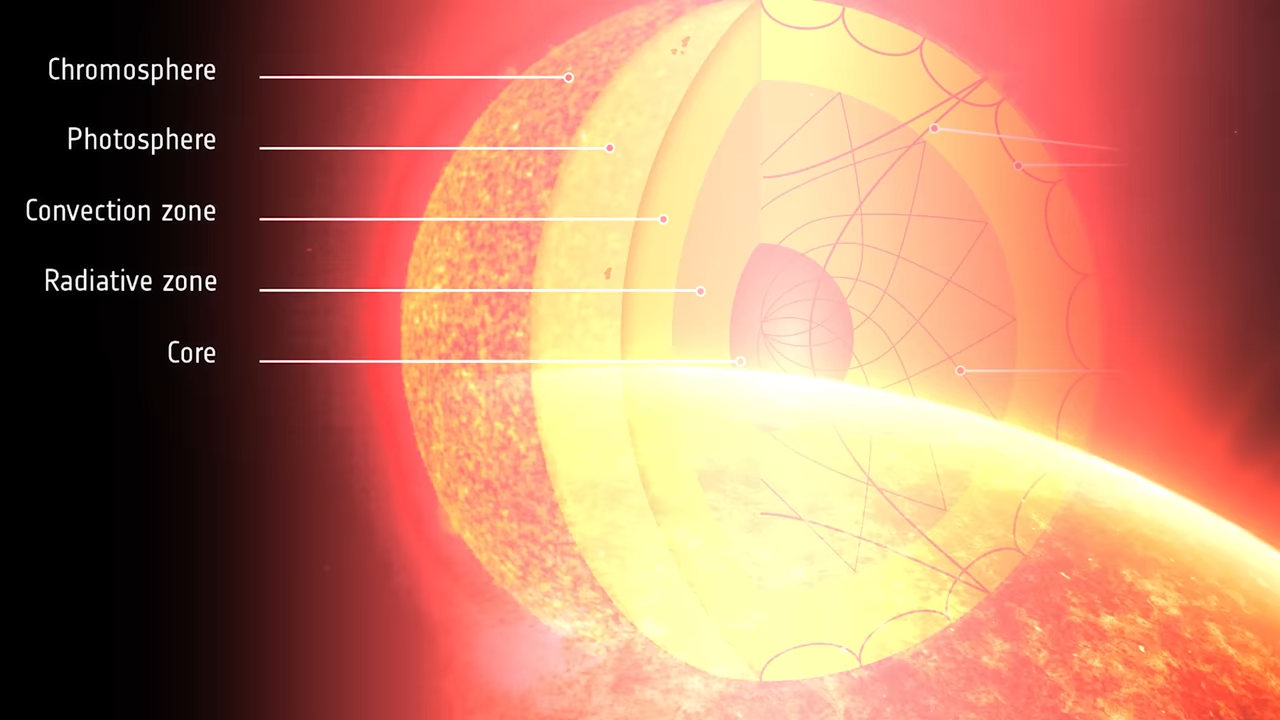 Chromosphere
Photosphere
Convection zone
Radiative zone
Core